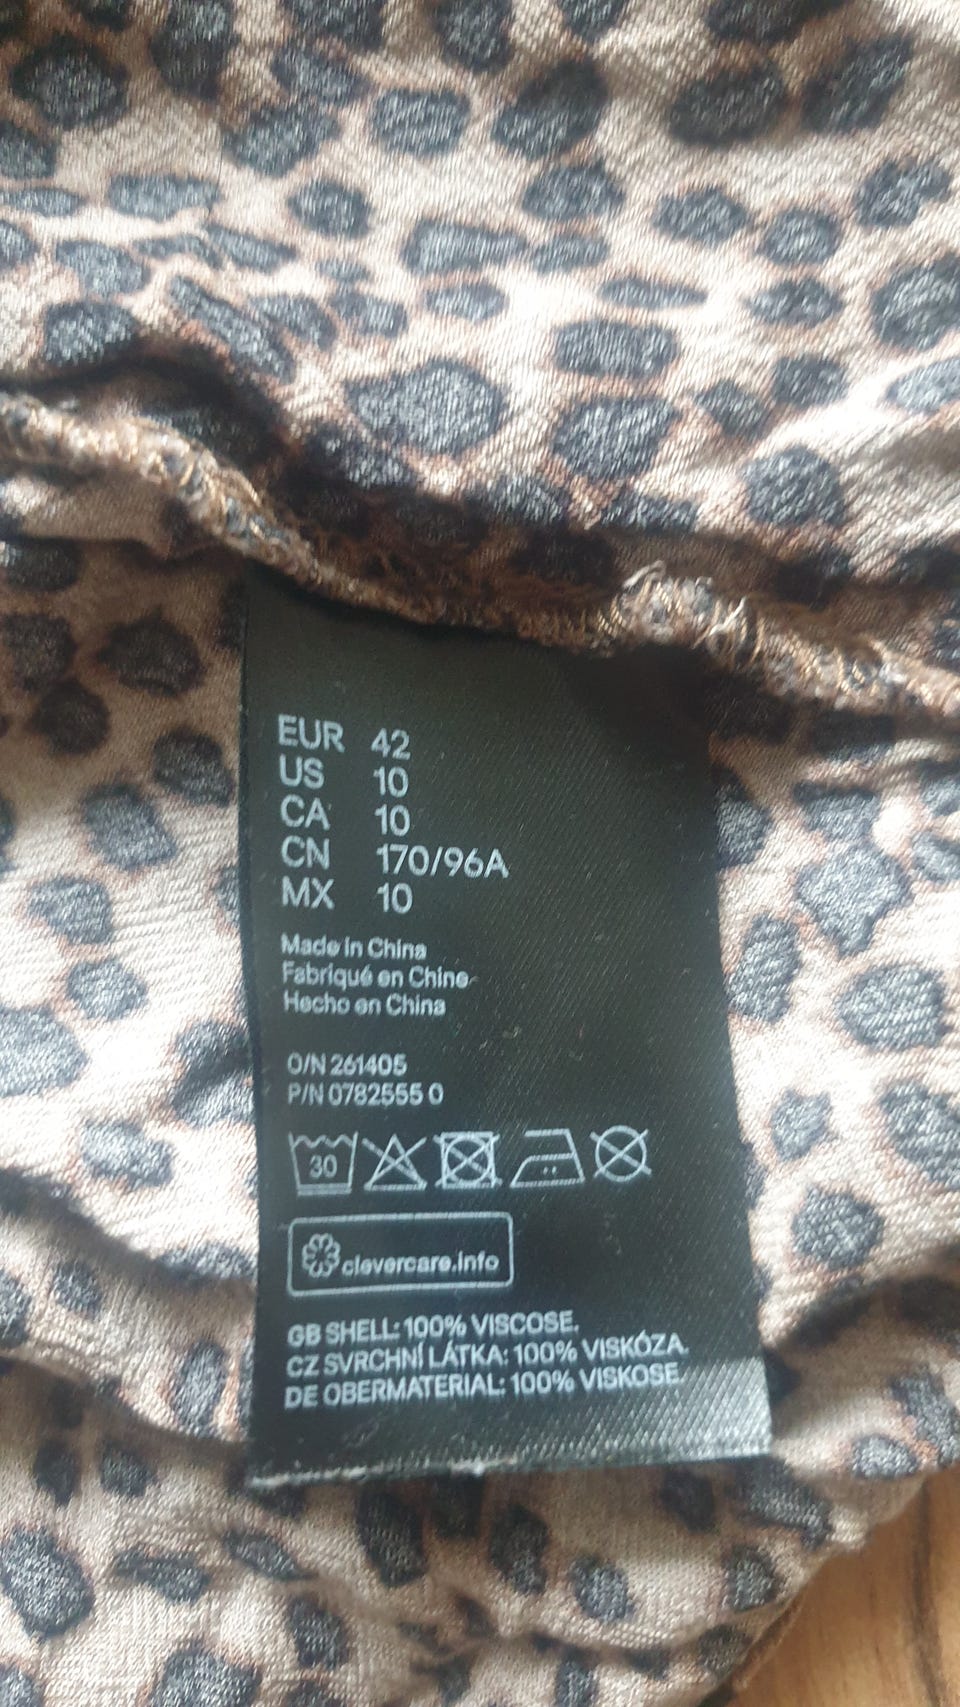 EUR 42
US 10
CA 10
CN 170/96A
MX 10
Made in China
Fabriqué en Chine
Hecho en China
O/N 261405
P/N 0782555 0
30
clevercare.info
GB SHELL: 100% VISCOSE.
CZ SVRCHNÍ LÁTKA: 100% VISKÓZA.
DE OBERMATERIAL: 100% VISKOSE.